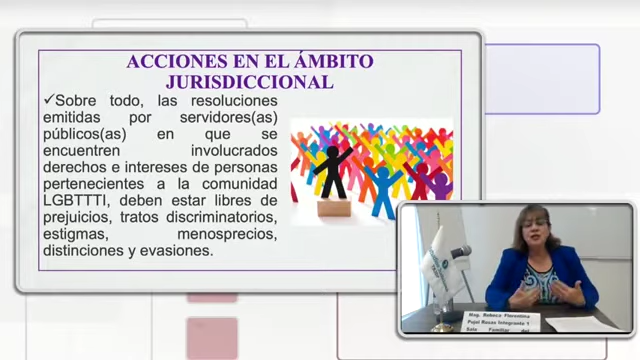 ACCIONES EN EL ÁMBITO
JURISDICCIONAL
✓Sobre todo, las resoluciones
emitidas por servidores(as)
públicos(as) en que se
encuentren involucrados
derechos e intereses de personas
pertenecientes a la comunidad
LGBTTTI, deben estar libres de
prejuicios, tratos discriminatorios,
estigmas, menosprecios,
distinciones y evasiones.
Mag. Rebeca Florentina
Pujol Rosas Integrante 1
Sala Familiar del